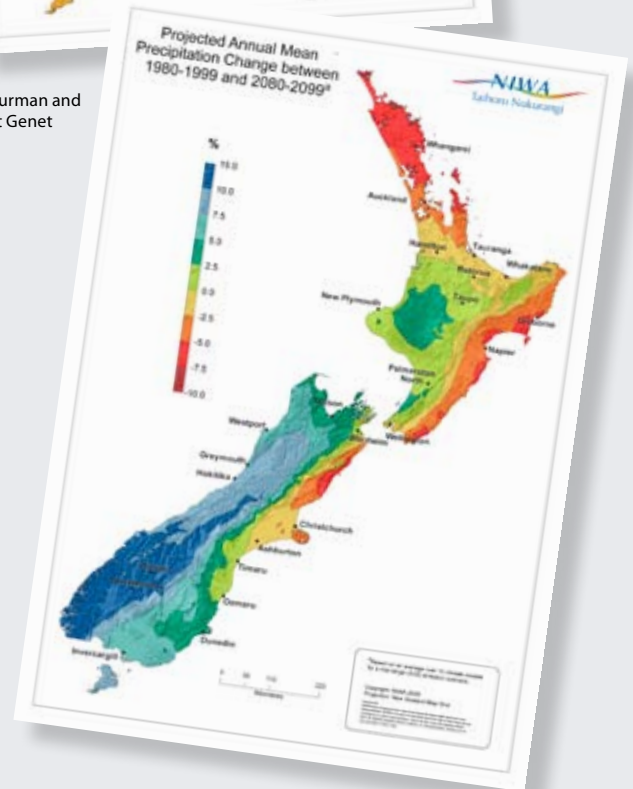 urman and
t Genet
Projected Annual Mean
Precipitation Change between
1980-1999 and 2080-2099ª
NIWA
Taihoro Nukurangi
%
15.0
10.0
7.5
5.0
2.5
0.0
-2.5
-5.0
-7.5
-10.0
Whangarei
Auckland
Hamilton
Tauranga
Whakatane
Rotorua
Taupo
New Plymouth
Gisborne
Napier
Palmerston
North
Nelson
Wellington
Blenheim
Westport
Greymouth
Hokitika
Christchurch
Ashburton
Timaru
Oamaru
Dunedin
Invercargill